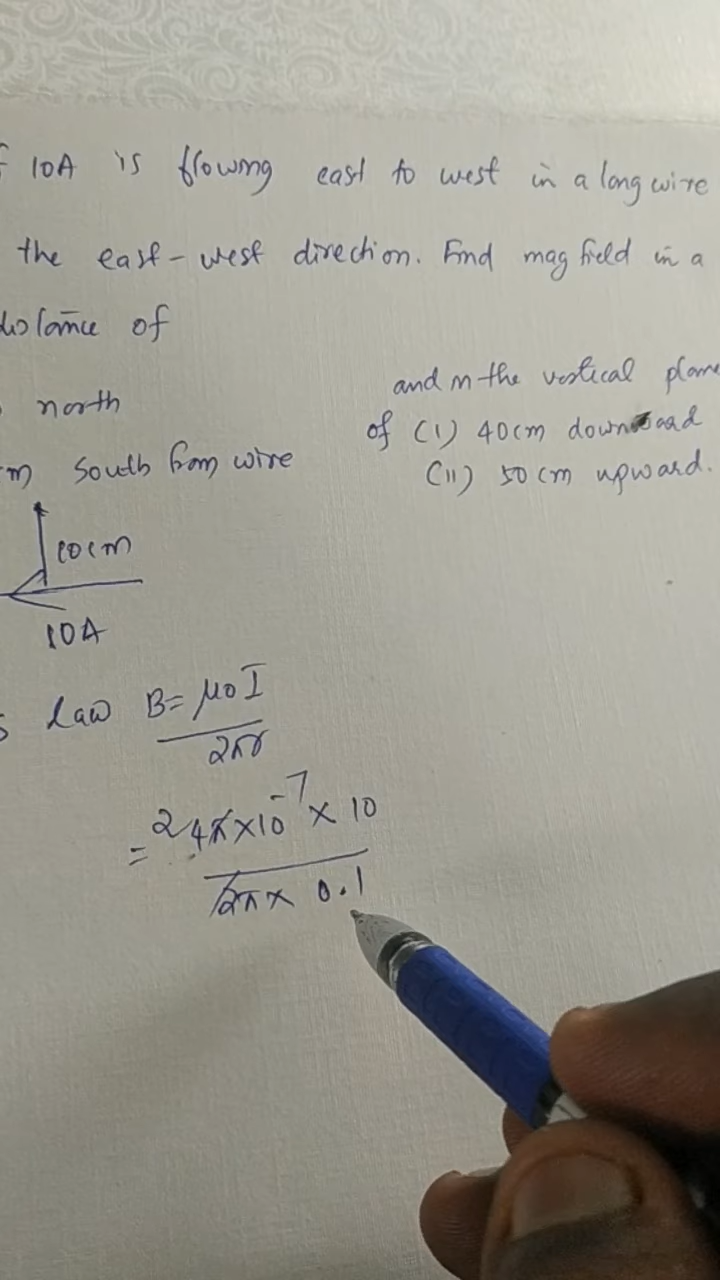 10A is flowing east to west in a long wire
the east-west direction. Find mag field in a
distance of
north
m South from wire
and in the vertical plane
of (I) 40cm downward
(II) 50cm upward.
10cm
10A
s law B = μ0 I
2πr
= 2 4π×10⁻⁷ × 10
2π× 0.1